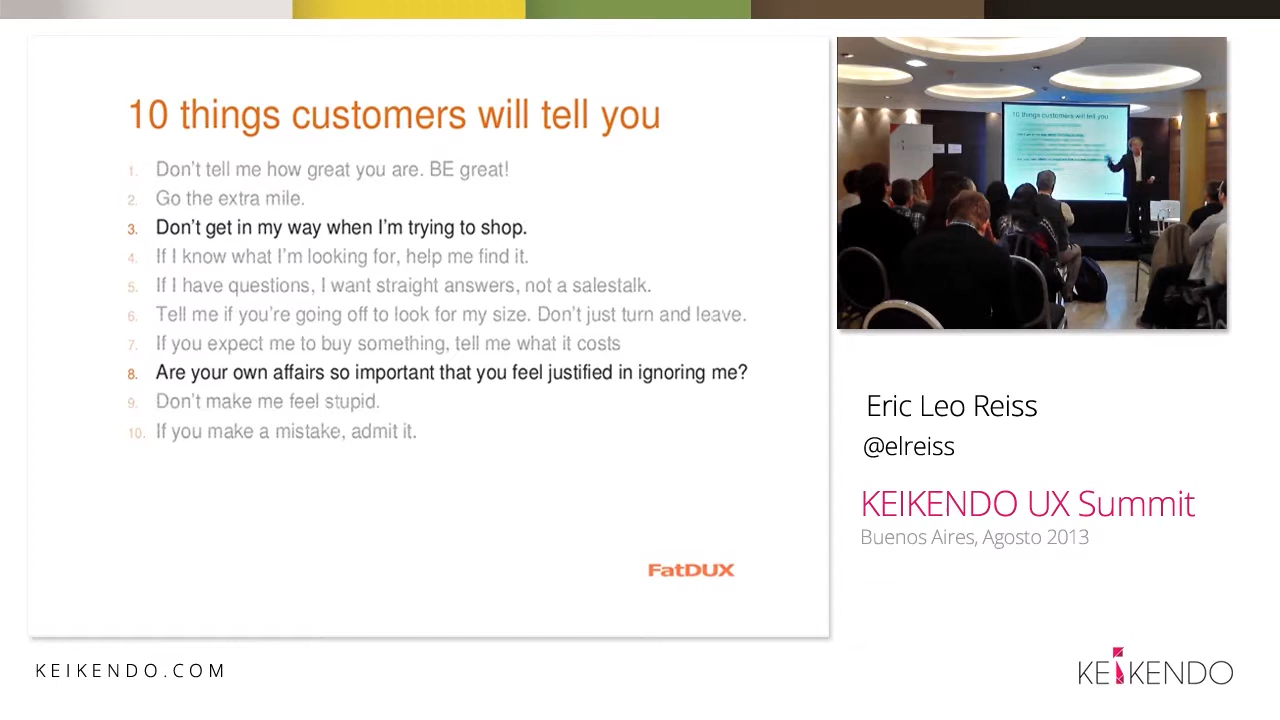 10 things customers will tell you
1. Don't tell me how great you are. BE great!
2. Go the extra mile.
3. Don't get in my way when I'm trying to shop.
4. If I know what I'm looking for, help me find it.
5. If I have questions, I want straight answers, not a salestalk.
6. Tell me if you're going off to look for my size. Don't just turn and leave.
7. If you expect me to buy something, tell me what it costs
8. Are your own affairs so important that you feel justified in ignoring me?
9. Don't make me feel stupid.
10. If you make a mistake, admit it.
FatDUX
10 things customers will tell you
Eric Leo Reiss
@elreiss
KEIKENDO UX Summit
Buenos Aires, Agosto 2013
KEIKENDO.COM
KEIKENDO